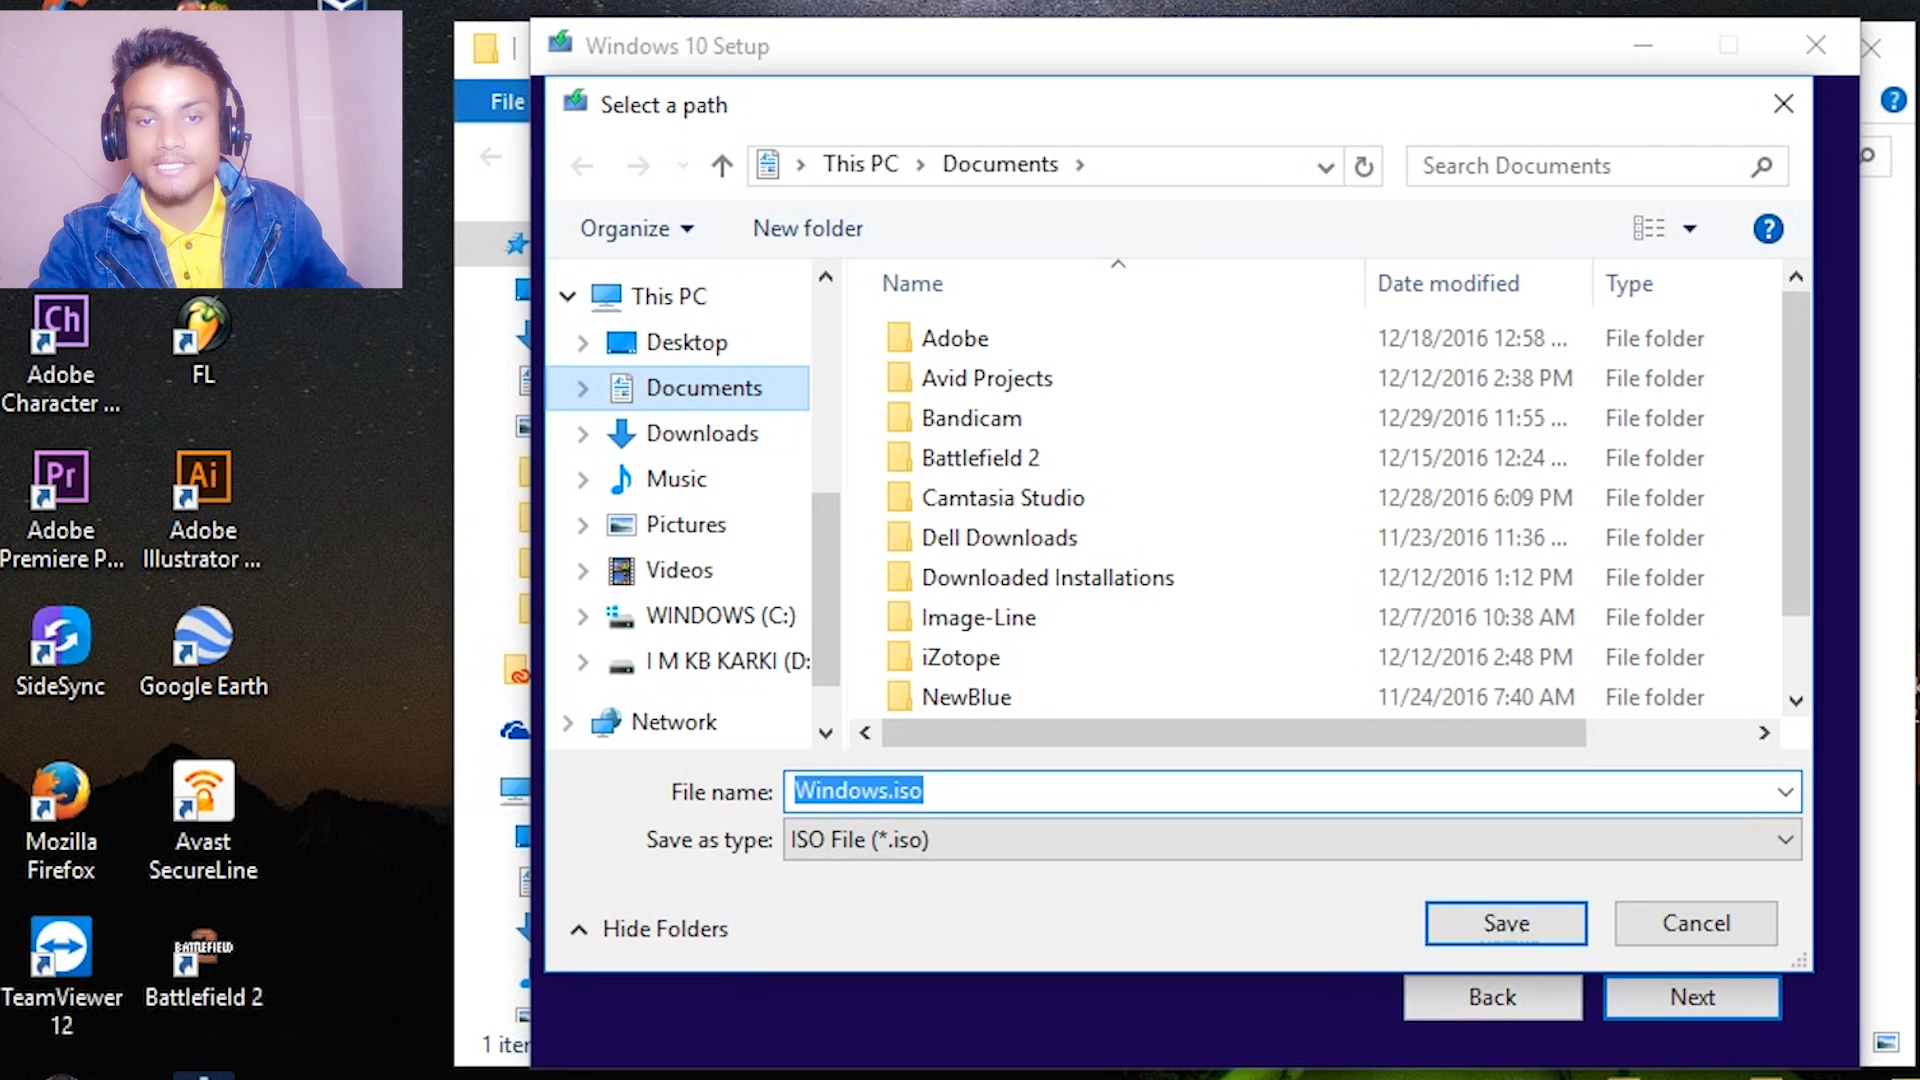 Windows 10 Setup
File
Select a path
This PC
Documents
Search Documents
Organize
New folder
Name
Date modified
Type
This PC
Desktop
Documents
Downloads
Music
Pictures
Videos
WINDOWS (C:)
I M KB KARKI (D:
Network
Adobe 12/18/2016 12:58 ... File folder
Avid Projects 12/12/2016 2:38 PM File folder
Bandicam 12/29/2016 11:55 ... File folder
Battlefield 2 12/15/2016 12:24 ... File folder
Camtasia Studio 12/28/2016 6:09 PM File folder
Dell Downloads 11/23/2016 11:36 ... File folder
Downloaded Installations 12/12/2016 1:12 PM File folder
Image-Line 12/7/2016 10:38 AM File folder
iZotope 12/12/2016 2:48 PM File folder
NewBlue 11/24/2016 7:40 AM File folder
File name: Windows.iso
Save as type: ISO File (*.iso)
Hide Folders
Save
Cancel
Back
Next
1 iter
Ch
Adobe
Character ...
FL
Pr
Adobe
Premiere P...
Ai
Adobe
Illustrator ...
SideSync
Google Earth
Mozilla
Firefox
Avast
SecureLine
TeamViewer
12
BATTLEFIELD
2
Battlefield 2